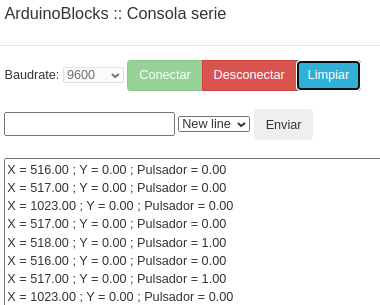 ArduinoBlocks :: Consola serie
Baudrate: 9600 Conectar Desconectar Limpiar
New line Enviar
X = 516.00 ; Y = 0.00 ; Pulsador = 0.00
X = 517.00 ; Y = 0.00 ; Pulsador = 0.00
X = 1023.00 ; Y = 0.00 ; Pulsador = 0.00
X = 517.00 ; Y = 0.00 ; Pulsador = 0.00
X = 518.00 ; Y = 0.00 ; Pulsador = 1.00
X = 516.00 ; Y = 0.00 ; Pulsador = 0.00
X = 517.00 ; Y = 0.00 ; Pulsador = 1.00
X = 1023.00 ; Y = 0.00 ; Pulsador = 0.00